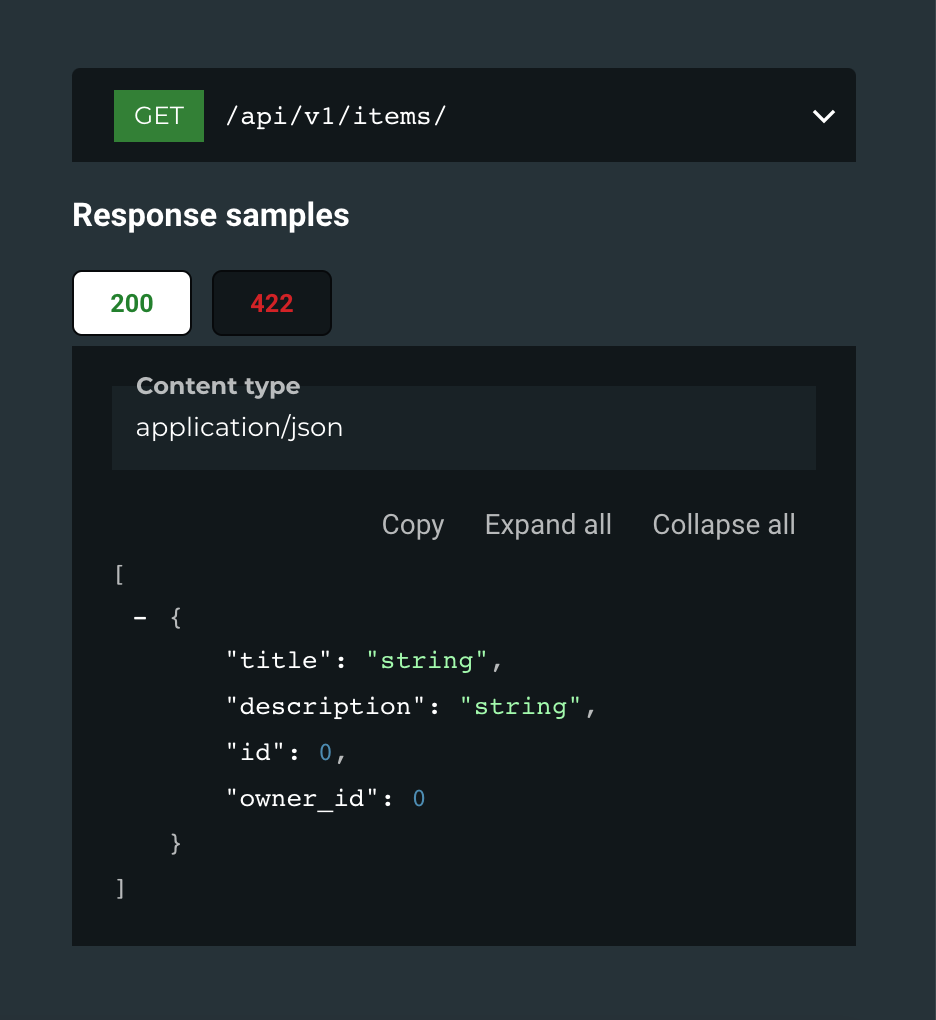 GET /api/v1/items/
Response samples
200 422
Content type
application/json
Copy Expand all Collapse all
[
- {
"title": "string",
"description": "string",
"id": 0,
"owner_id": 0
}
]